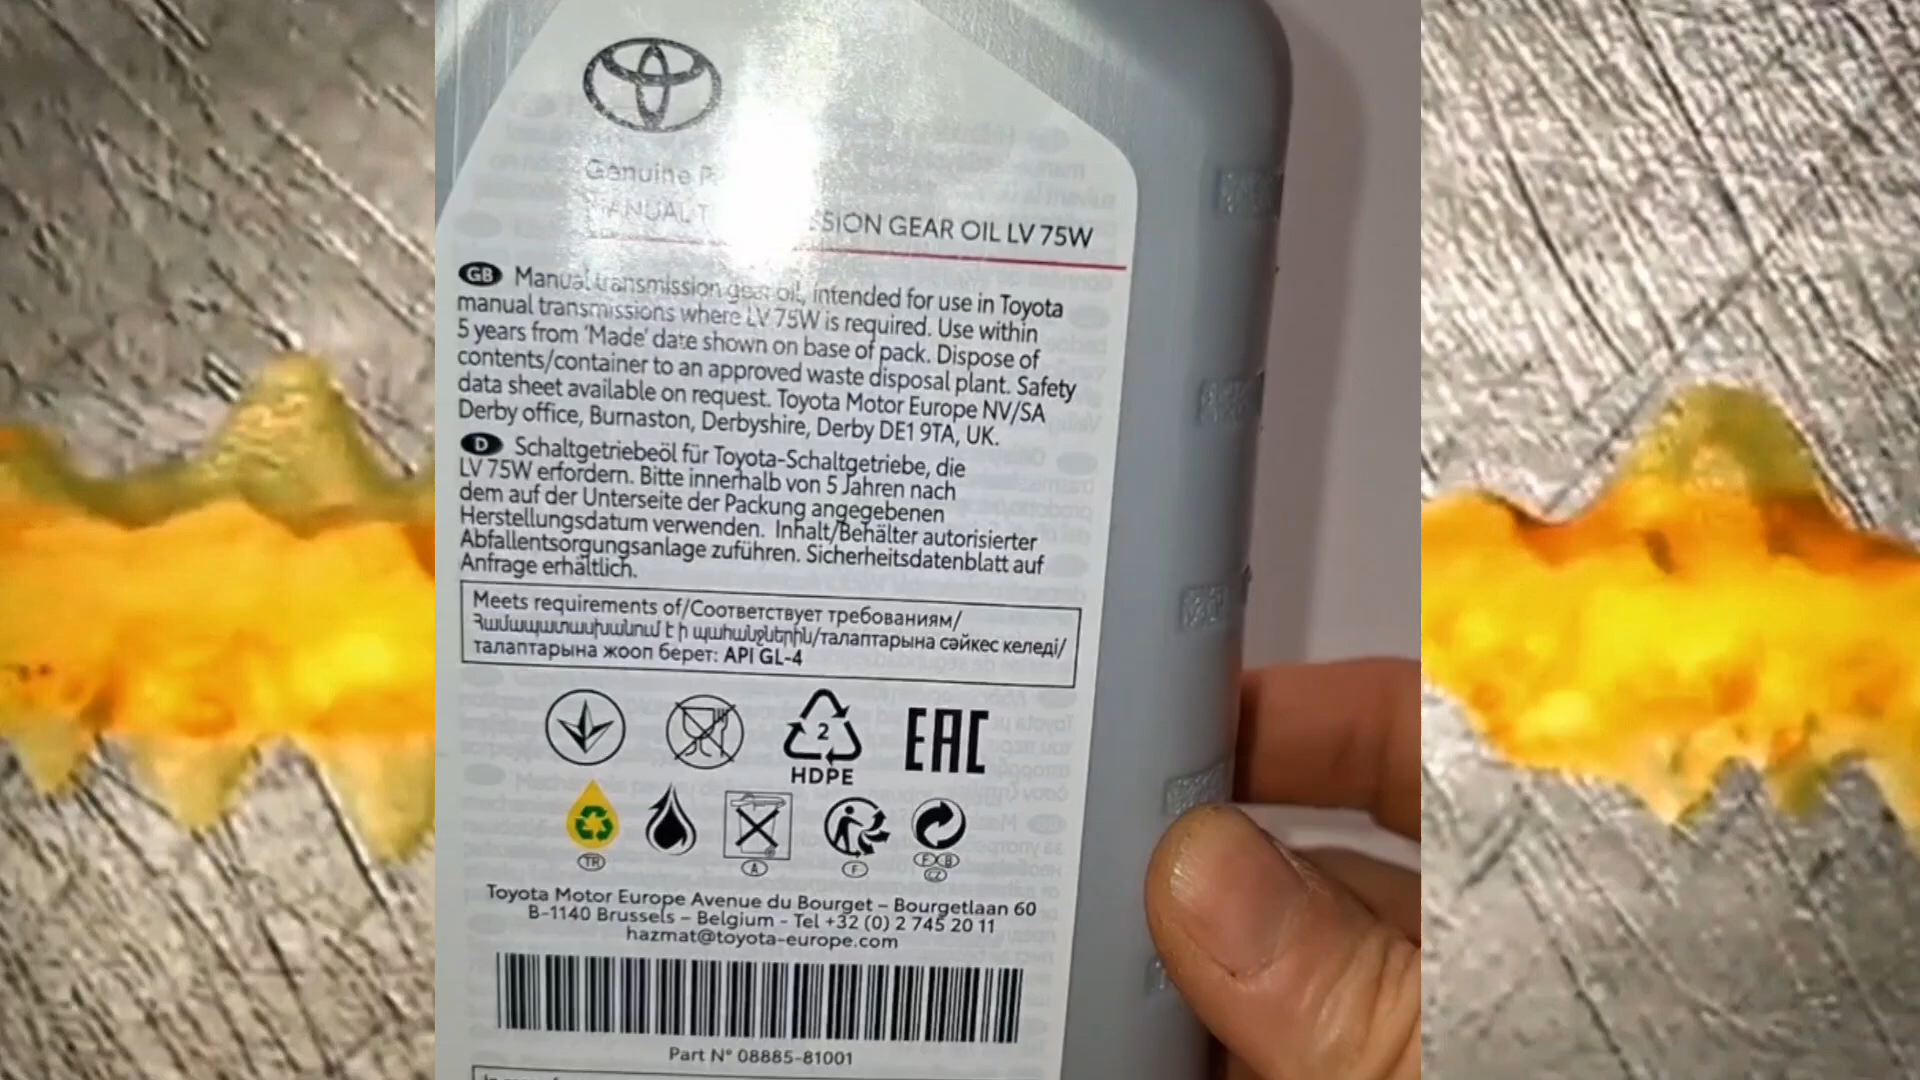 Genuine
MANUAL T SSION GEAR OIL LV 75W
GB Manual transmission gear oil, intended for use in Toyota
manual transmissions where LV 75W is required. Use within
5 years from 'Made' date shown on base of pack. Dispose of
contents/container to an approved waste disposal plant. Safety
data sheet available on request. Toyota Motor Europe NV/SA
Derby office, Burnaston, Derbyshire, Derby DE1 9TA, UK.
D Schaltgetriebeöl für Toyota-Schaltgetriebe, die
LV 75W erfordern. Bitte innerhalb von 5 Jahren nach
dem auf der Unterseite der Packung angegebenen
Herstellungsdatum verwenden. Inhalt/Behälter autorisierter
Abfallentsorgungsanlage zuführen. Sicherheitsdatenblatt auf
Anfrage erhältlich.
Meets requirements of/Соответствует требованиям/
Համապատասխանում է ի պահանջներին/талаптарына сәйкес келеді/
талаптарына жооп берет: API GL-4
2
HDPE
EAC
TR
A
F
F B
CZ
Toyota Motor Europe Avenue du Bourget – Bourgetlaan 60
B-1140 Brussels – Belgium - Tel +32 (0) 2 745 20 11
hazmat@toyota-europe.com
Part N° 08885-81001